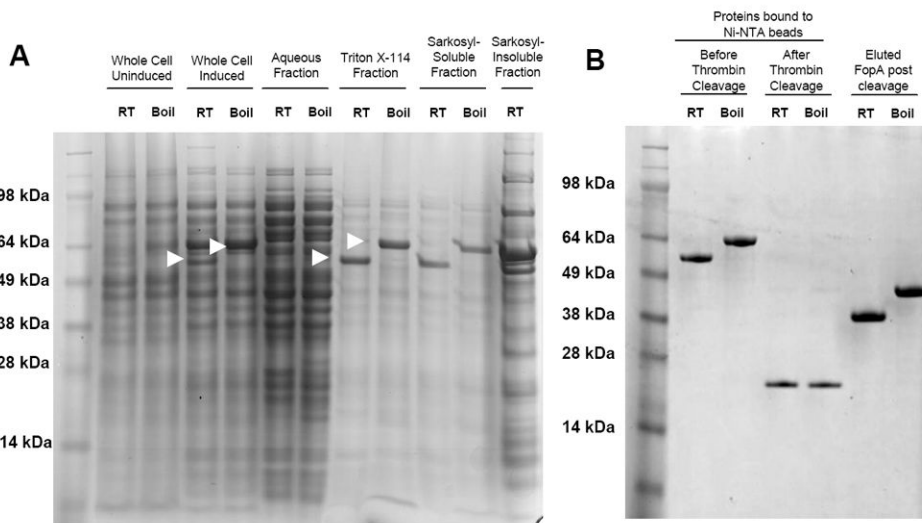 A
Whole Cell
Uninduced
Whole Cell
Induced
Aqueous
Fraction
Triton X-114
Fraction
Sarkosyl-
Soluble
Fraction
Sarkosyl-
Insoluble
Fraction
RT Boil RT Boil RT Boil RT Boil RT Boil RT
98 kDa
64 kDa
49 kDa
38 kDa
28 kDa
14 kDa
B
Proteins bound to
Ni-NTA beads
Before
Thrombin
Cleavage
After
Thrombin
Cleavage
Eluted
FopA post
cleavage
RT Boil RT Boil RT Boil
98 kDa
64 kDa
49 kDa
38 kDa
28 kDa
14 kDa